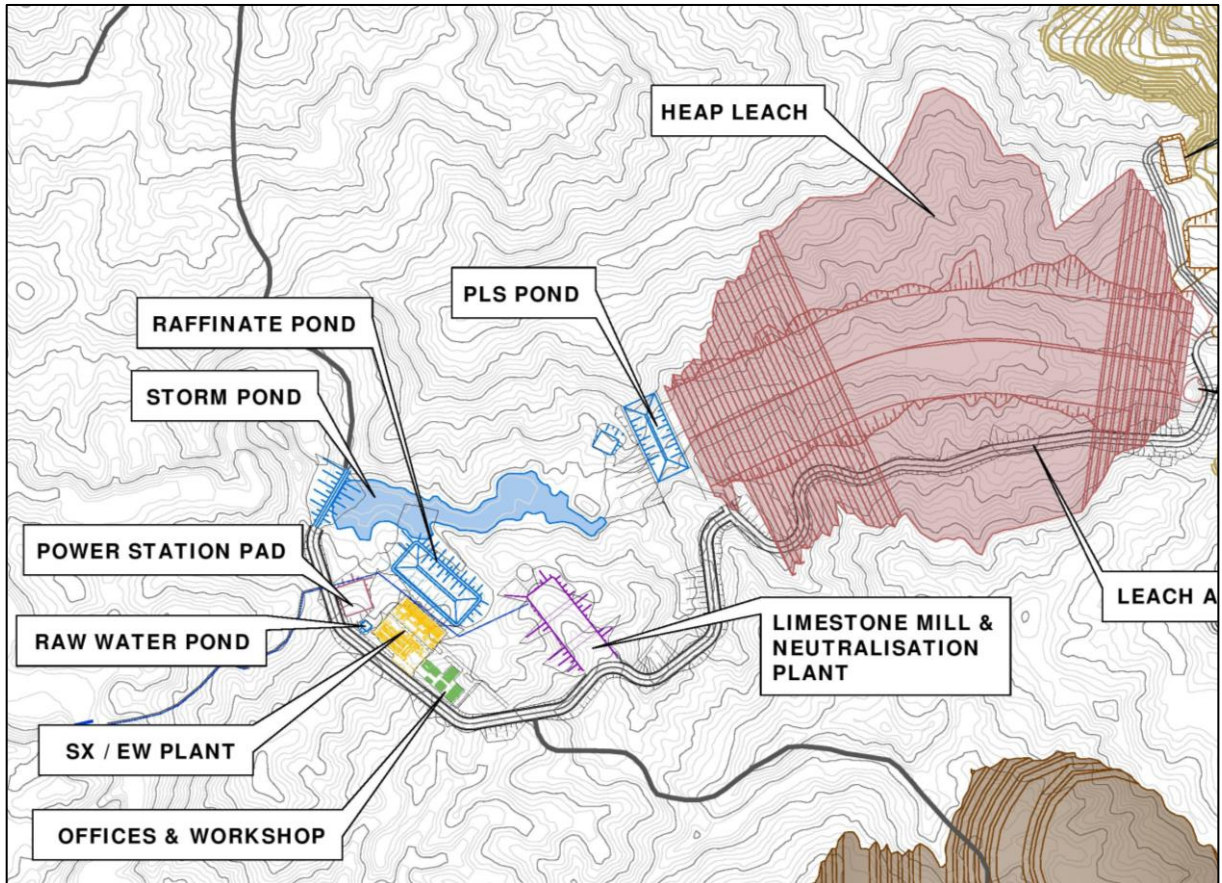 HEAP LEACH
PLS POND
RAFFINATE POND
STORM POND
POWER STATION PAD
RAW WATER POND
SX / EW PLANT
OFFICES & WORKSHOP
LIMESTONE MILL &
NEUTRALISATION
PLANT
LEACH A